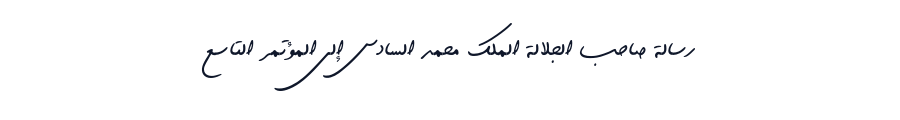 رسالة صاحب الجلالة الملك محمد السادس إلى المؤتمر التاسع